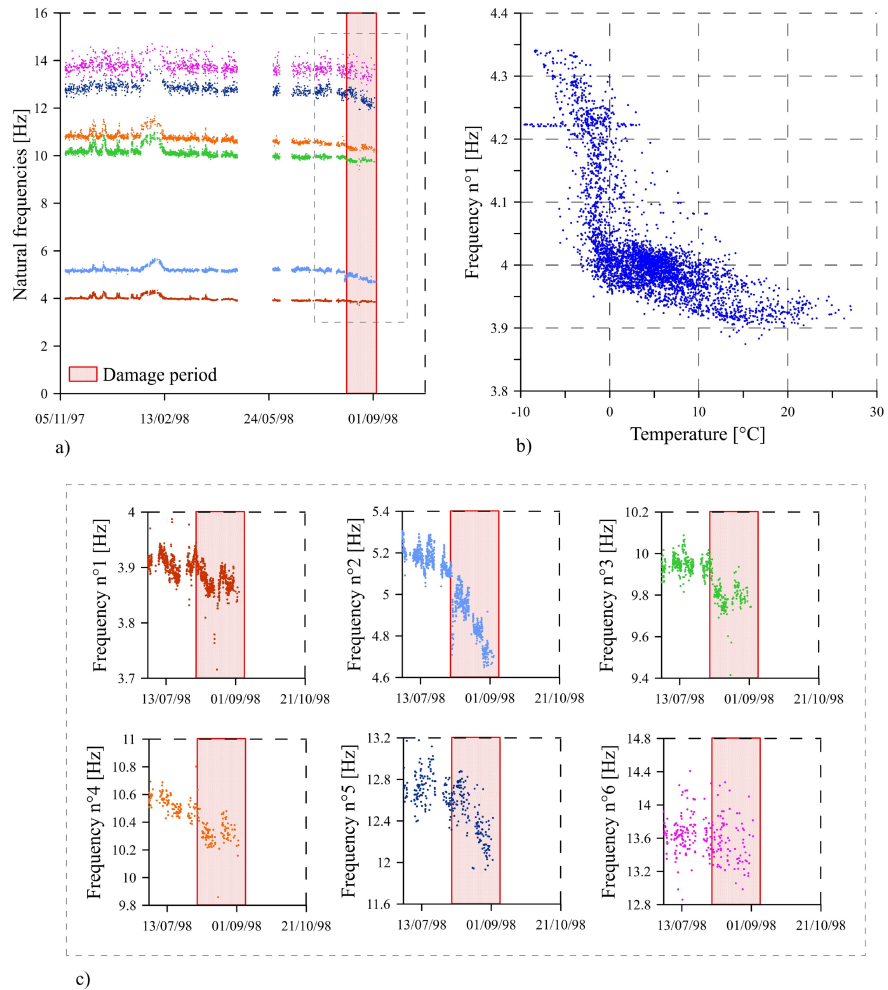 16
14
12
10
8
6
4
2
0
Natural frequencies [Hz]
Damage period
05/11/97 13/02/98 24/05/98 01/09/98
a)
4.4
4.3
4.2
4.1
4
3.9
3.8
Frequency n°1 [Hz]
-10 0 10 20 30
Temperature [°C]
b)
4
3.9
3.8
3.7
Frequency n°1 [Hz]
13/07/98 01/09/98 21/10/98
5.4
5.2
5
4.8
4.6
Frequency n°2 [Hz]
13/07/98 01/09/98 21/10/98
10.2
10
9.8
9.6
9.4
Frequency n°3 [Hz]
13/07/98 01/09/98 21/10/98
11
10.8
10.6
10.4
10.2
10
9.8
Frequency n°4 [Hz]
13/07/98 01/09/98 21/10/98
13.2
12.8
12.4
12
11.6
Frequency n°5 [Hz]
13/07/98 01/09/98 21/10/98
14.8
14.4
14
13.6
13.2
12.8
Frequency n°6 [Hz]
13/07/98 01/09/98 21/10/98
c)